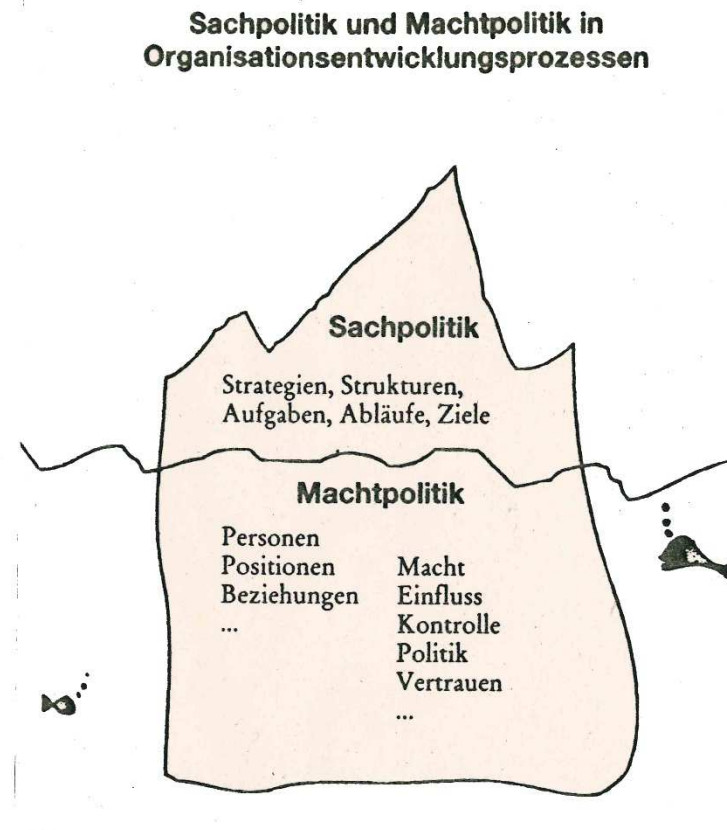 Sachpolitik und Machtpolitik in
Organisationsentwicklungsprozessen
Sachpolitik
Strategien, Strukturen,
Aufgaben, Abläufe, Ziele
Machtpolitik
Personen
Positionen
Beziehungen
...
Macht
Einfluss
Kontrolle
Politik
Vertrauen
...